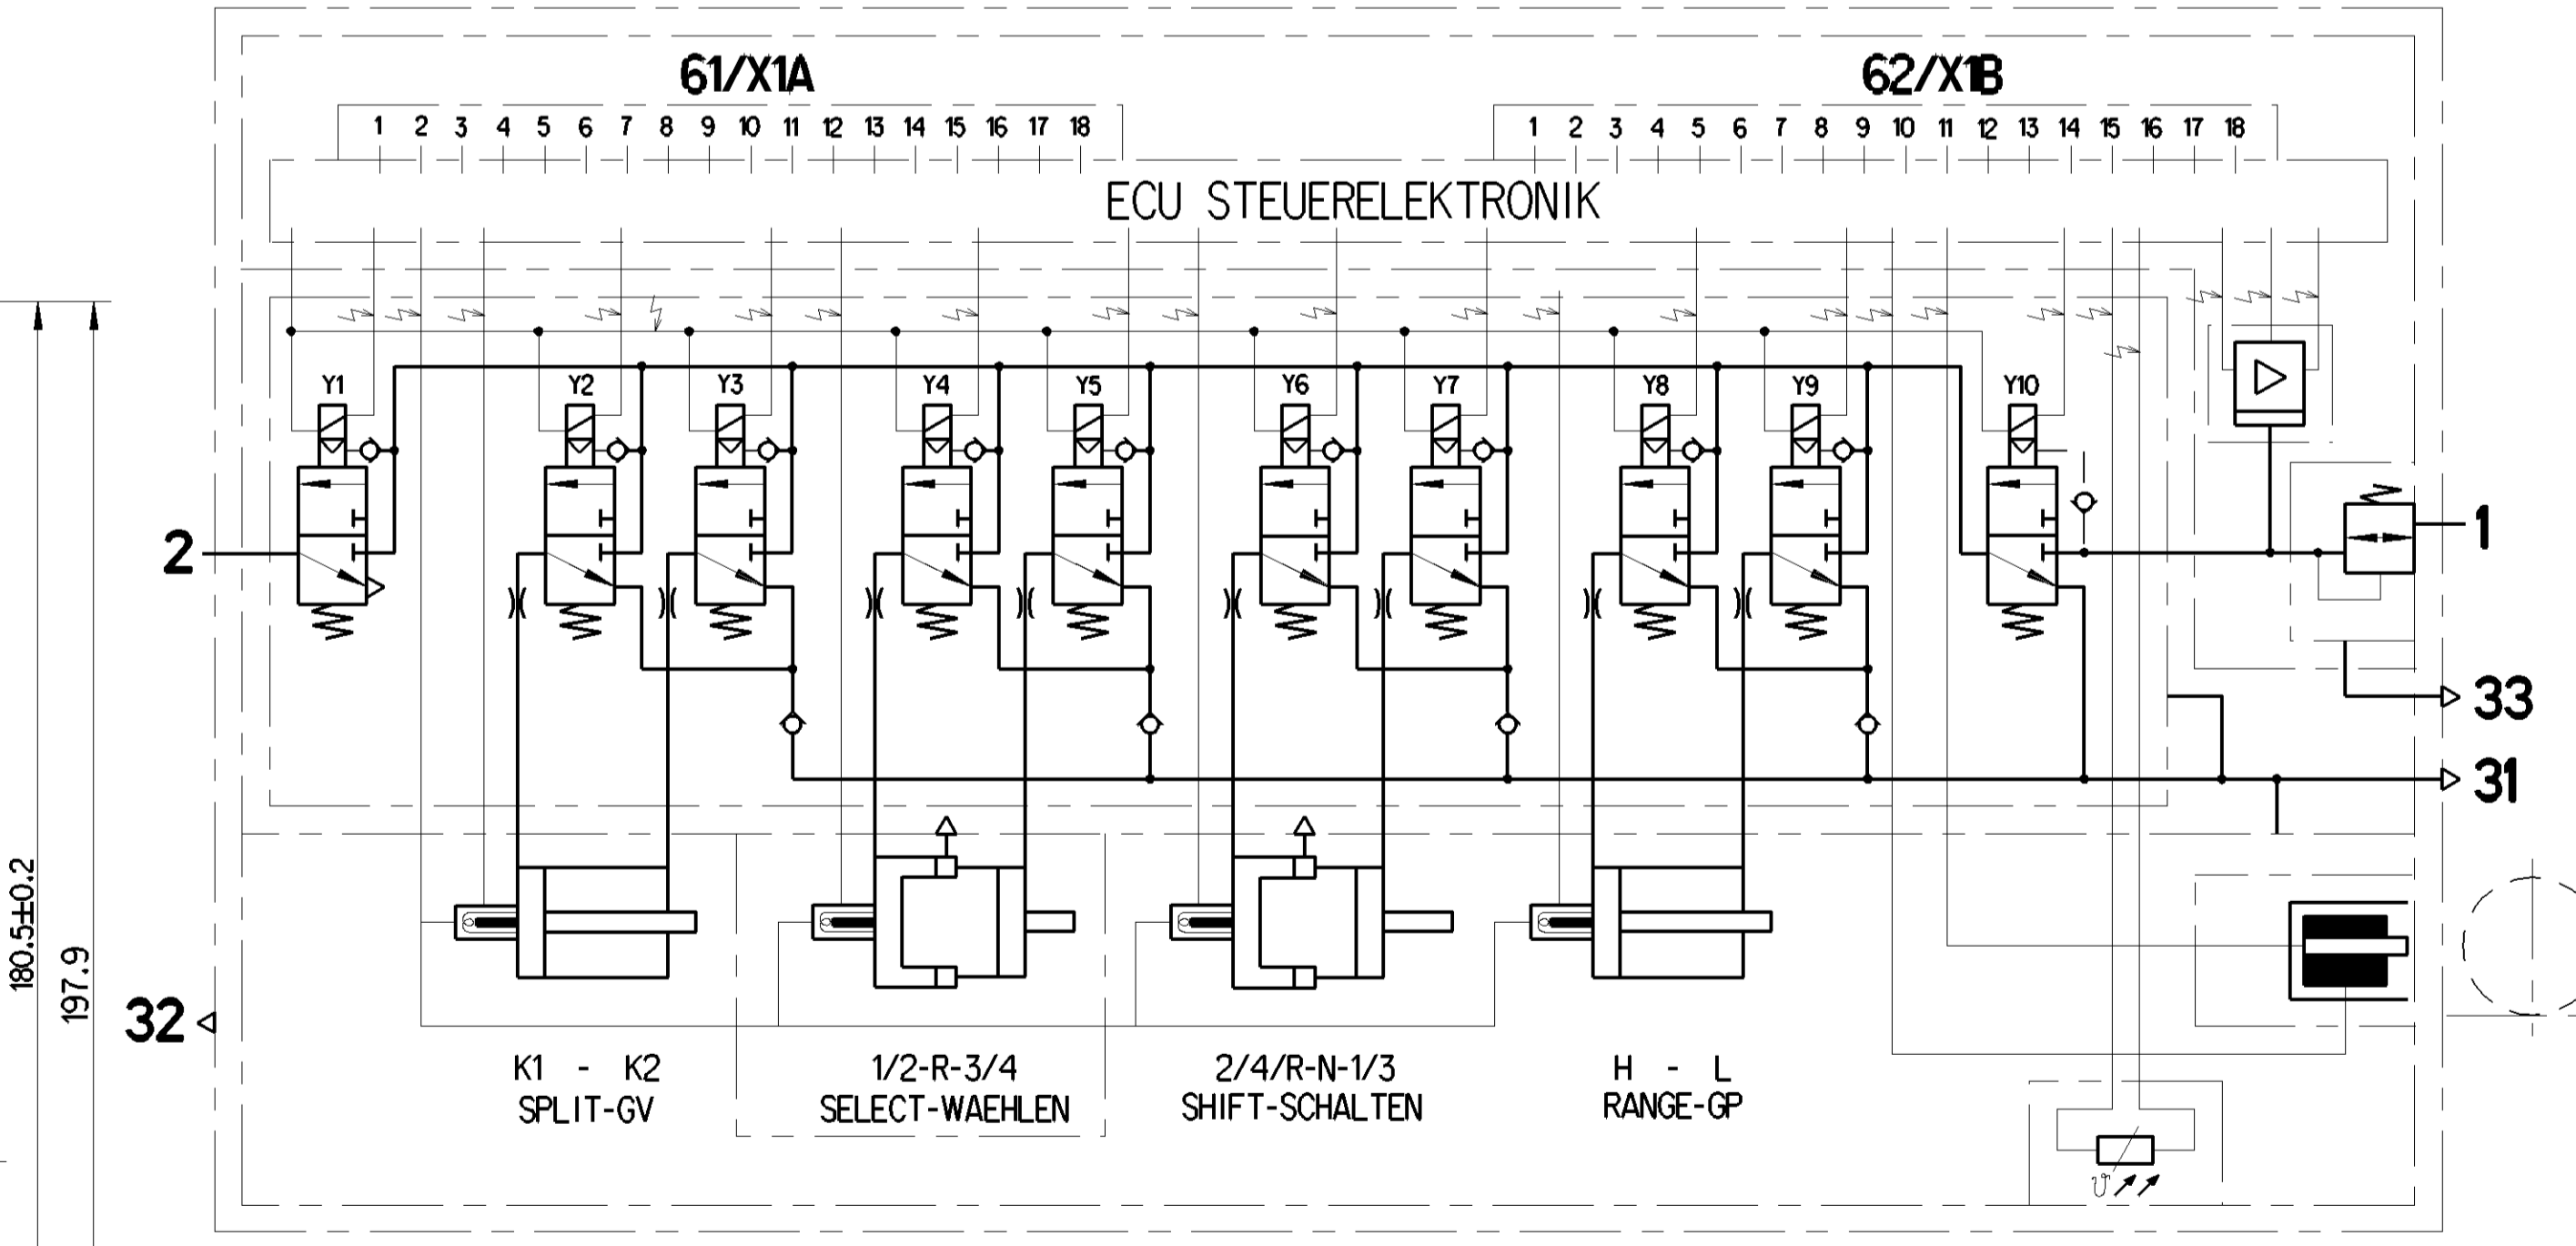 61/X1A 62/X1B
1 2 3 4 5 6 7 8 9 10 11 12 13 14 15 16 17 18
1 2 3 4 5 6 7 8 9 10 11 12 13 14 15 16 17 18
ECU STEUERELEKTRONIK
Y1 Y2 Y3 Y4 Y5 Y6 Y7 Y8 Y9 Y10
2
1
33
31
180.5±0.2
197.9
32
K1 - K2
SPLIT-GV
1/2-R-3/4
SELECT-WAEHLEN
2/4/R-N-1/3
SHIFT-SCHALTEN
H - L
RANGE-GP
ϑ